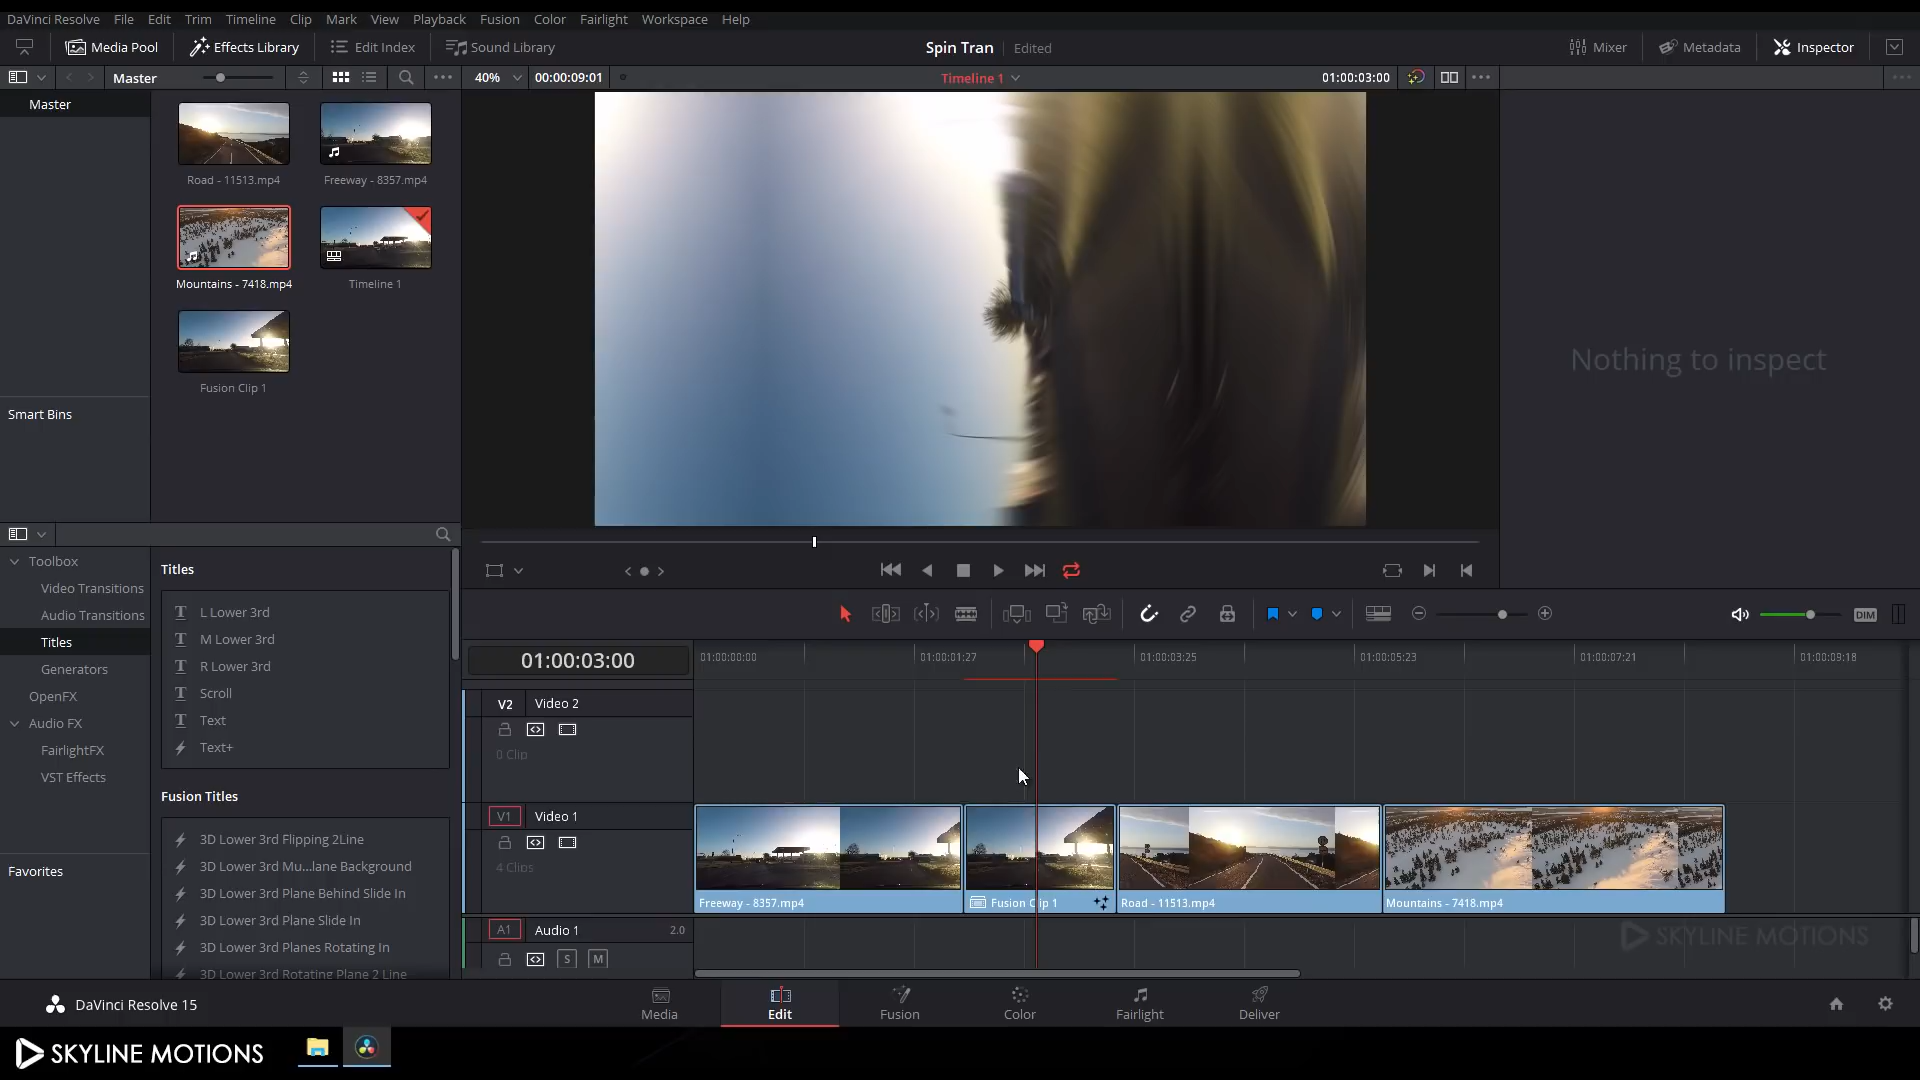 DaVinci Resolve File Edit Trim Timeline Clip Mark View Playback Fusion Color Fairlight Workspace Help
Media Pool Effects Library Edit Index Sound Library Spin Tran Edited Mixer Metadata Inspector
Master 40% 00:00:09:01 Timeline 1 01:00:03:00
Master
Road - 11513.mp4 Freeway - 8357.mp4
Mountains - 7418.mp4 Timeline 1
Fusion Clip 1
Nothing to inspect
Smart Bins
Toolbox
Video Transitions
Audio Transitions
Titles
Generators
OpenFX
Audio FX
FairlightFX
VST Effects
Favorites
Titles
L Lower 3rd
M Lower 3rd
R Lower 3rd
Scroll
Text
Text+
Fusion Titles
3D Lower 3rd Flipping 2Line
3D Lower 3rd Mu...lane Background
3D Lower 3rd Plane Behind Slide In
3D Lower 3rd Plane Slide In
3D Lower 3rd Planes Rotating In
3D Lower 3rd Rotating Plane 2 Line
DIM
01:00:03:00 01:00:00:00 01:00:01:27 01:00:03:25 01:00:05:23 01:00:07:21 01:00:09:18
V2 Video 2
0 Clip
V1 Video 1
4 Clips
Freeway - 8357.mp4 Fusion Clip 1 Road - 11513.mp4 Mountains - 7418.mp4
A1 Audio 1 2.0
S M
SKYLINE MOTIONS
DaVinci Resolve 15 Media Edit Fusion Color Fairlight Deliver
SKYLINE MOTIONS